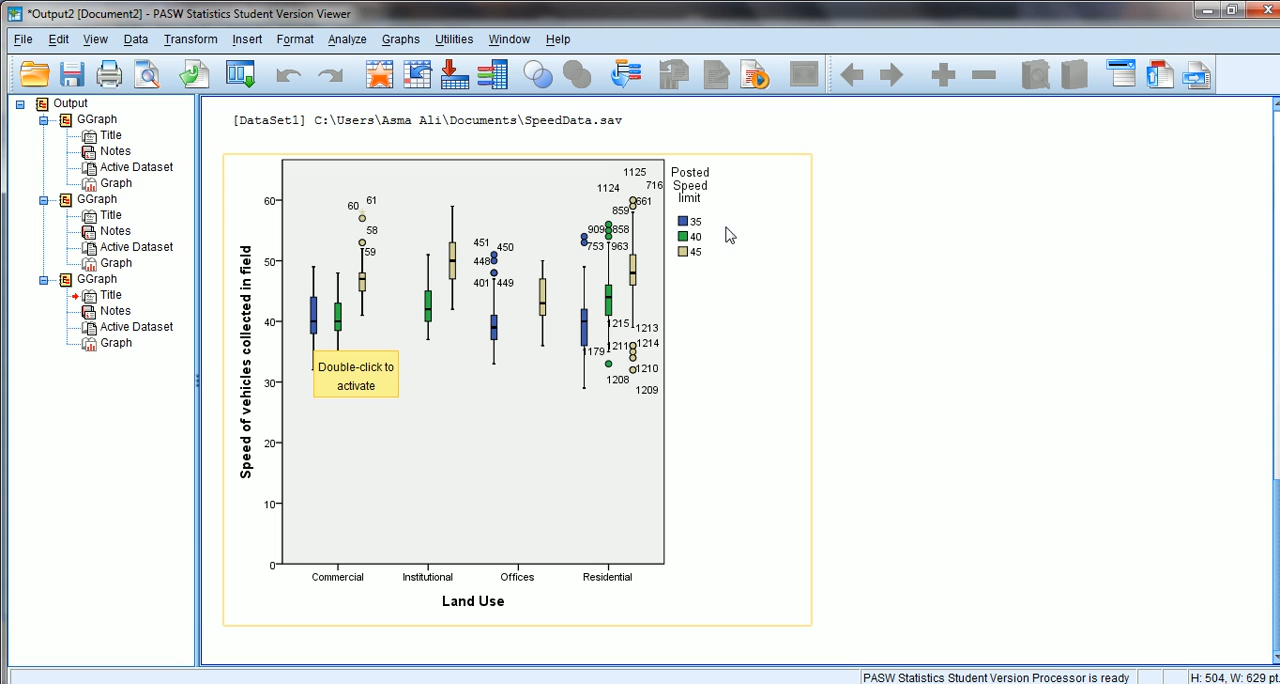 *Output2 [Document2] - PASW Statistics Student Version Viewer
File Edit View Data Transform Insert Format Analyze Graphs Utilities Window Help
Output
GGraph
Title
Notes
Active Dataset
Graph
GGraph
Title
Notes
Active Dataset
Graph
GGraph
Title
Notes
Active Dataset
Graph
[DataSet1] C:\Users\Asma Ali\Documents\SpeedData.sav
Speed of vehicles collected in field
60
50
40
30
20
10
0
60 61
58
59
451 450
448
401 449
1125
1124 716
661
859
909 858
753 963
1215 1213
1211 1214
1179
1210
1208
1209
Double-click to
activate
Commercial Institutional Offices Residential
Land Use
Posted
Speed
limit
35
40
45
PASW Statistics Student Version Processor is ready H: 504, W: 629 pt.